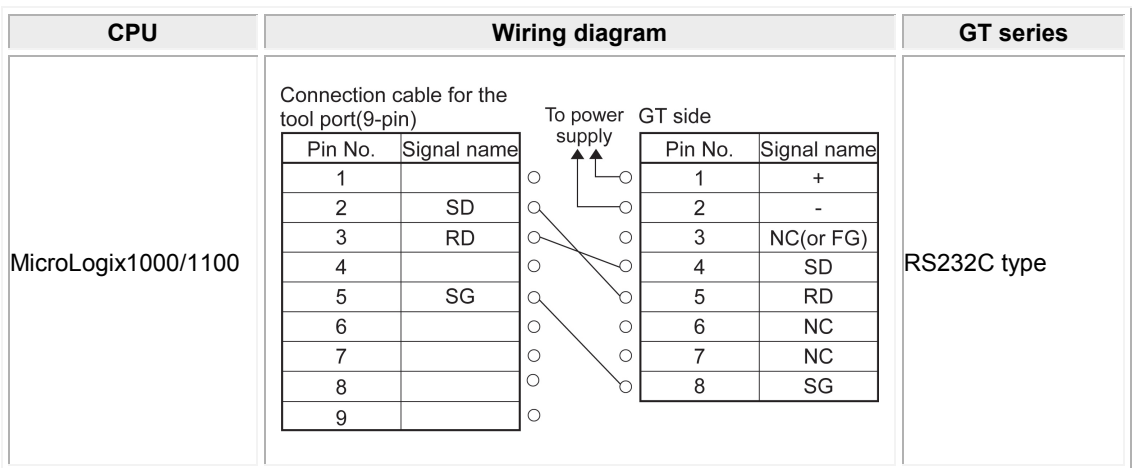 CPU Wiring diagram GT series
MicroLogix1000/1100
Connection cable for the
tool port(9-pin)
To power
supply
GT side
Pin No. Signal name
1
2 SD
3 RD
4
5 SG
6
7
8
9
Pin No. Signal name
1 +
2 -
3 NC(or FG)
4 SD
5 RD
6 NC
7 NC
8 SG
RS232C type